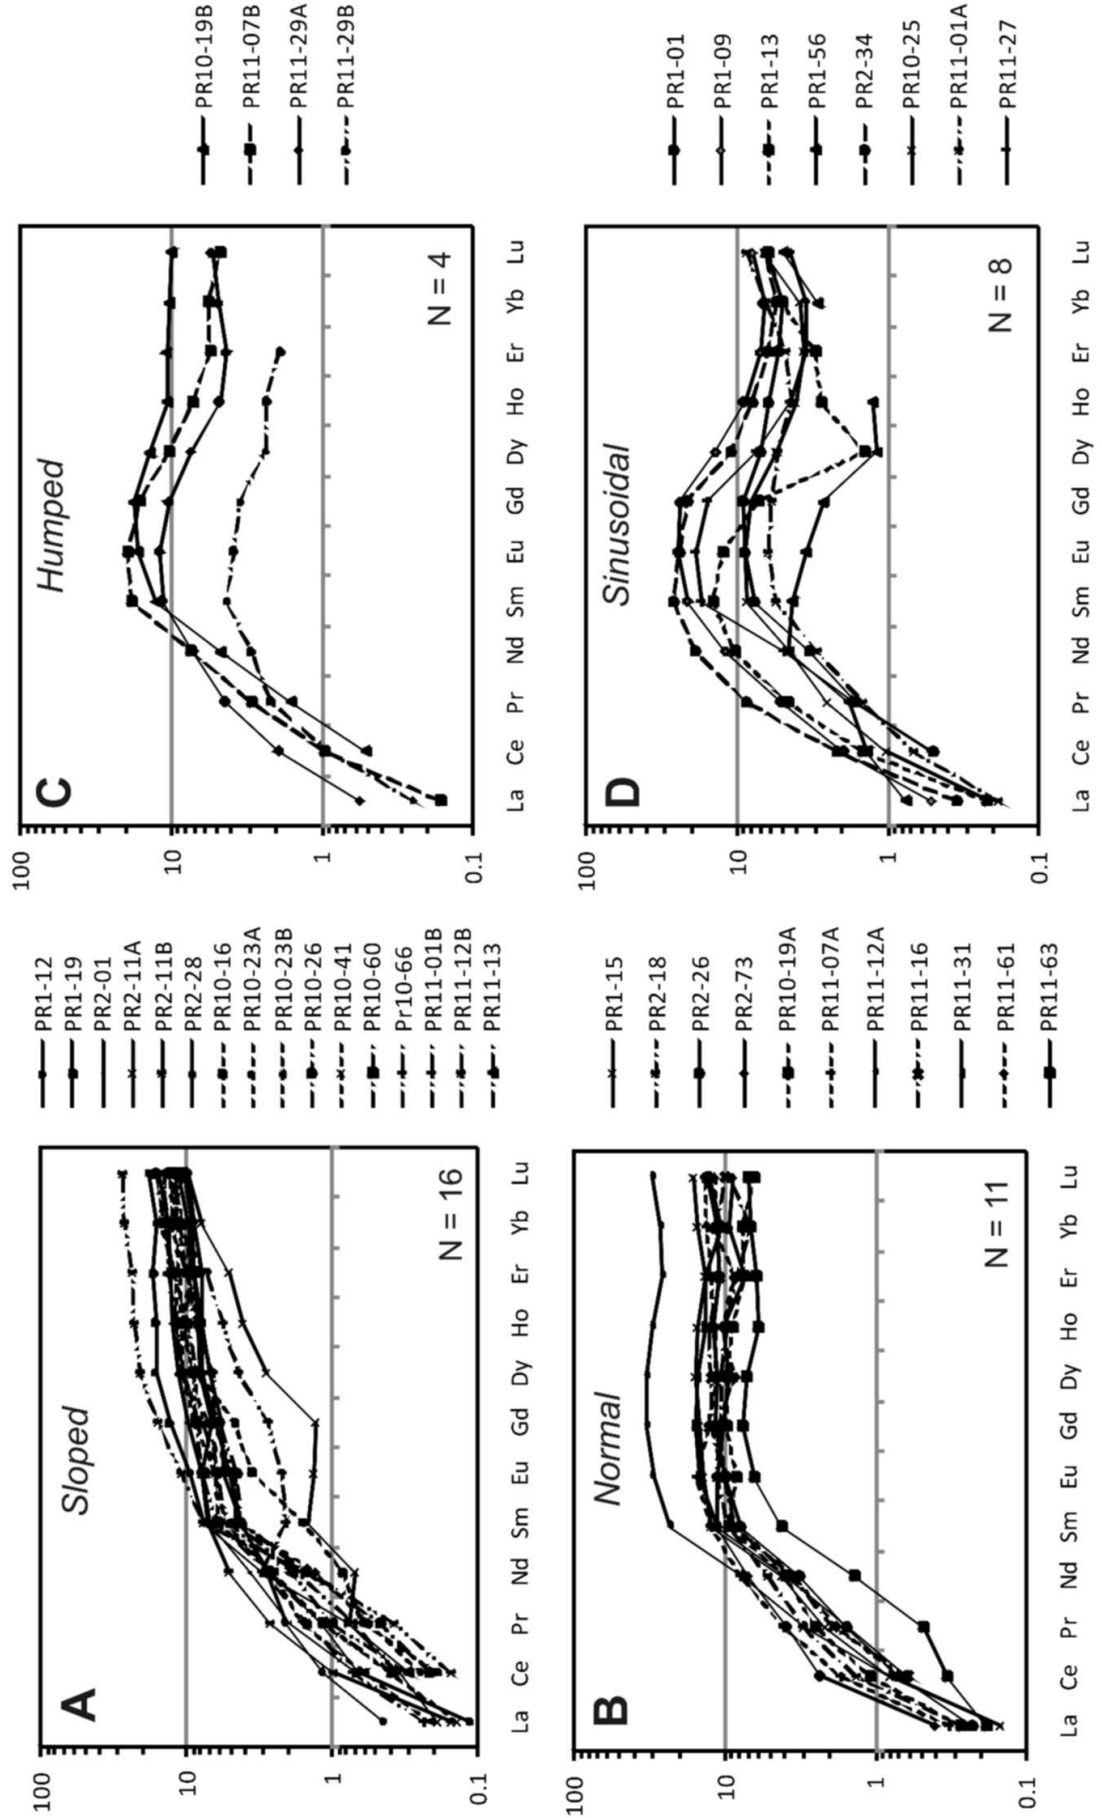 A
Sloped
100
10
1
0.1
La Ce Pr Nd Sm Eu Gd Dy Ho Er Yb Lu
N = 16
PR1-12
PR1-19
PR2-01
PR2-11A
PR2-11B
PR2-28
PR10-16
PR10-23A
PR10-23B
PR10-26
PR10-41
PR10-60
Pr10-66
PR11-01B
PR11-12B
PR11-13
C
Humped
100
10
1
0.1
La Ce Pr Nd Sm Eu Gd Dy Ho Er Yb Lu
N = 4
PR10-19B
PR11-07B
PR11-29A
PR11-29B
B
Normal
100
10
1
0.1
La Ce Pr Nd Sm Eu Gd Dy Ho Er Yb Lu
N = 11
PR1-15
PR2-18
PR2-26
PR2-73
PR10-19A
PR11-07A
PR11-12A
PR11-16
PR11-31
PR11-61
PR11-63
D
Sinusoidal
100
10
1
0.1
La Ce Pr Nd Sm Eu Gd Dy Ho Er Yb Lu
N = 8
PR1-01
PR1-09
PR1-13
PR1-56
PR2-34
PR10-25
PR11-01A
PR11-27